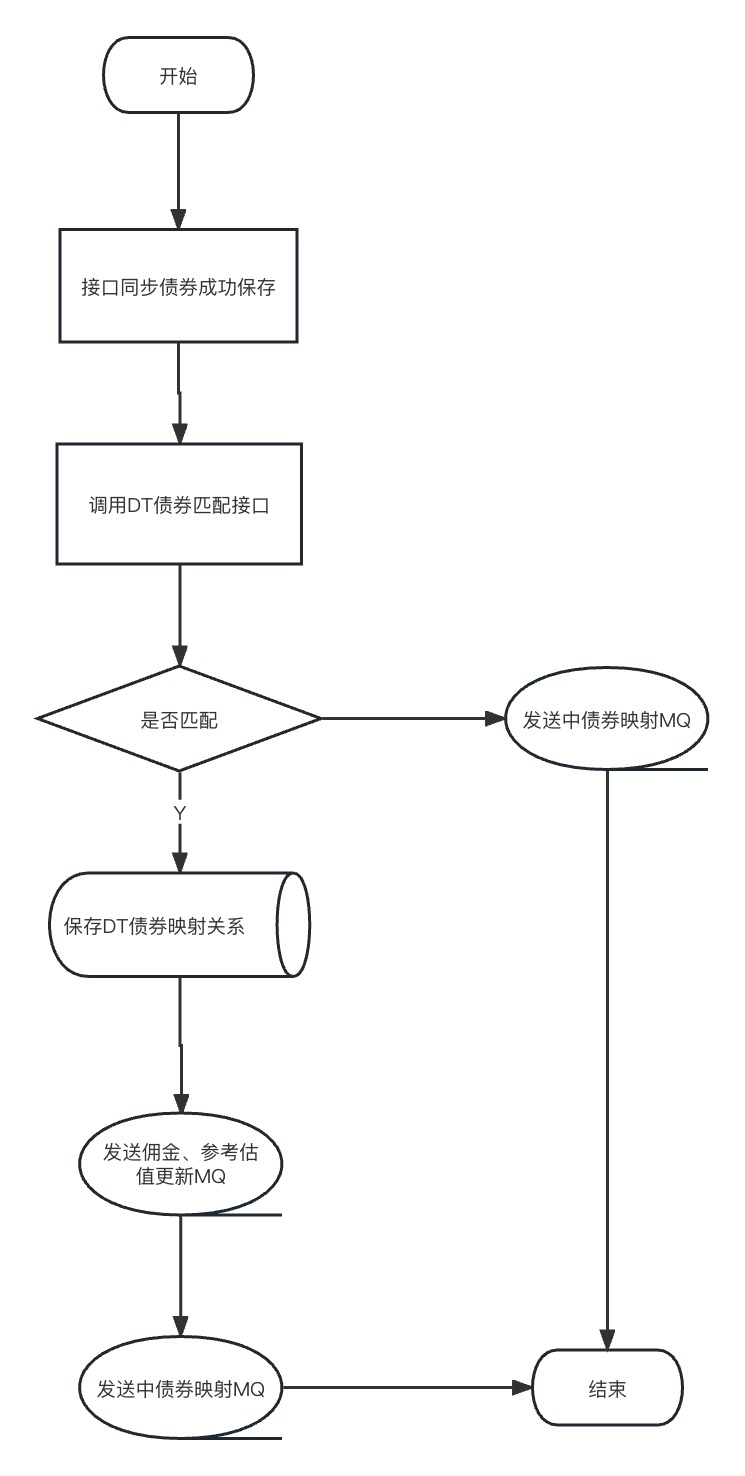 开始
接口同步债券成功保存
调用DT债券匹配接口
是否匹配
发送中债券映射MQ
Y
保存DT债券映射关系
发送佣金、参考估
值更新MQ
发送中债券映射MQ
结束